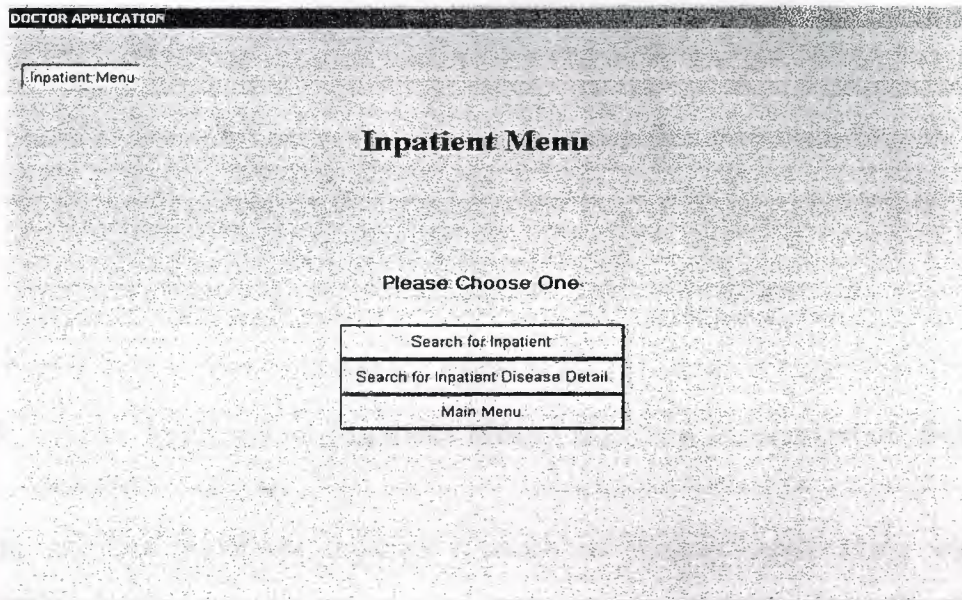 DOCTOR APPLICATION
Inpatient Menu
Inpatient Menu
Please Choose One
Search for Inpatient
Search for Inpatient Disease Detail
Main Menu